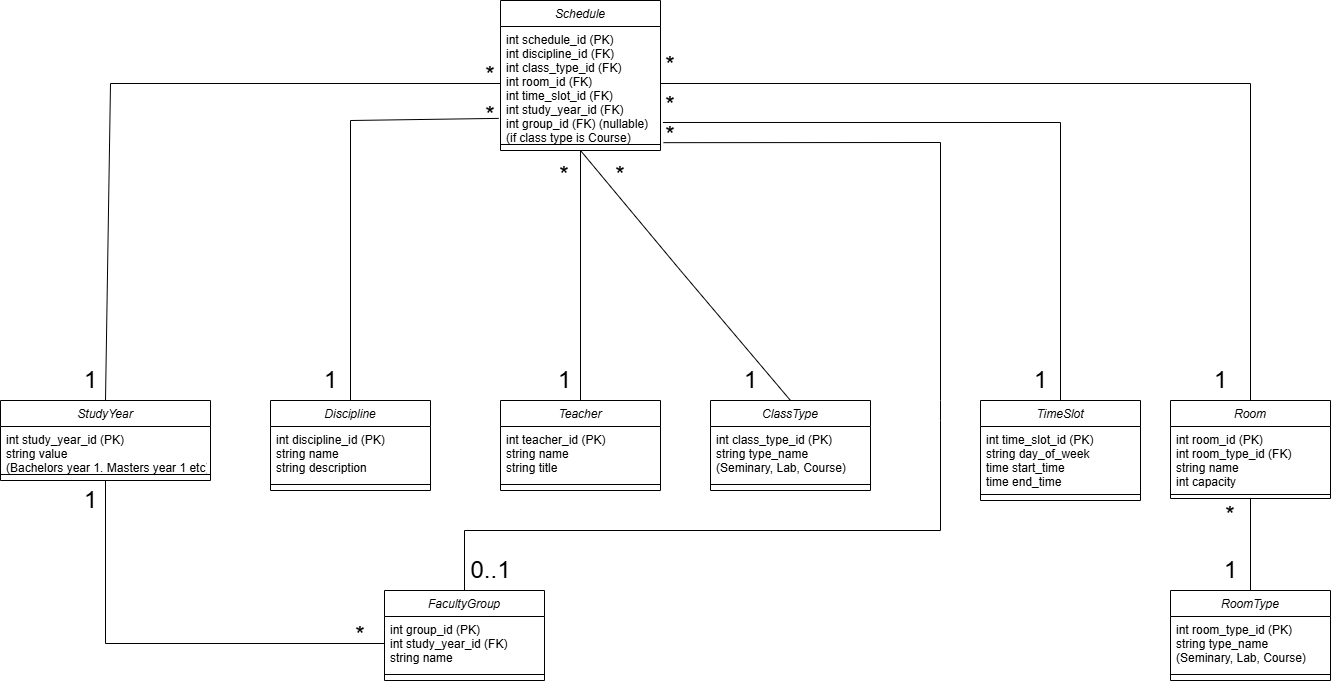 Schedule
int schedule_id (PK)
int discipline_id (FK)
int class_type_id (FK)
int room_id (FK)
int time_slot_id (FK)
int study_year_id (FK)
int group_id (FK) (nullable)
(if class type is Course)
*
*
*
*
*
*
*
1
1
1
1
1
1
StudyYear
int study_year_id (PK)
string value
(Bachelors year 1. Masters year 1 etc
Discipline
int discipline_id (PK)
string name
string description
Teacher
int teacher_id (PK)
string name
string title
ClassType
int class_type_id (PK)
string type_name
(Seminary, Lab, Course)
TimeSlot
int time_slot_id (PK)
string day_of_week
time start_time
time end_time
Room
int room_id (PK)
int room_type_id (FK)
string name
int capacity
1
*
0..1
1
*
FacultyGroup
int group_id (PK)
int study_year_id (FK)
string name
RoomType
int room_type_id (PK)
string type_name
(Seminary, Lab, Course)